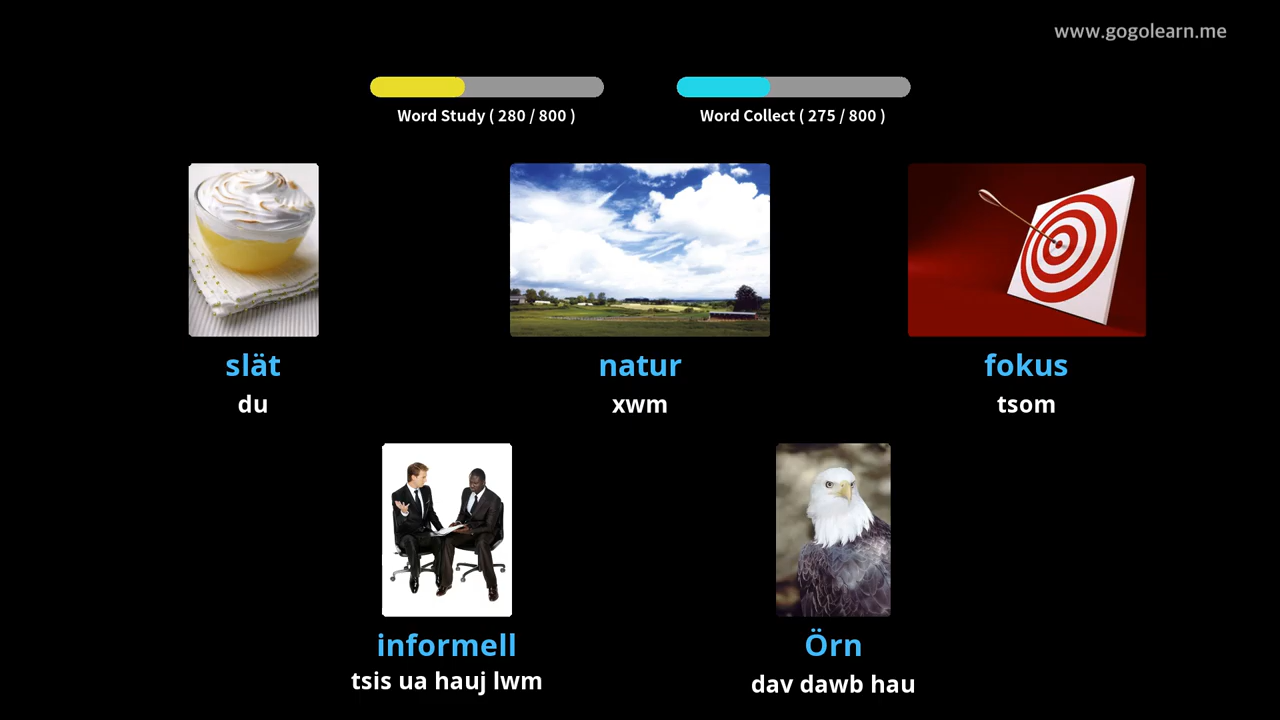 www.gogolearn.me
Word Study ( 280 / 800 )
Word Collect ( 275 / 800 )
slät
natur
fokus
du
xwm
tsom
informell
Örn
tsis ua hauj lwm
dav dawb hau